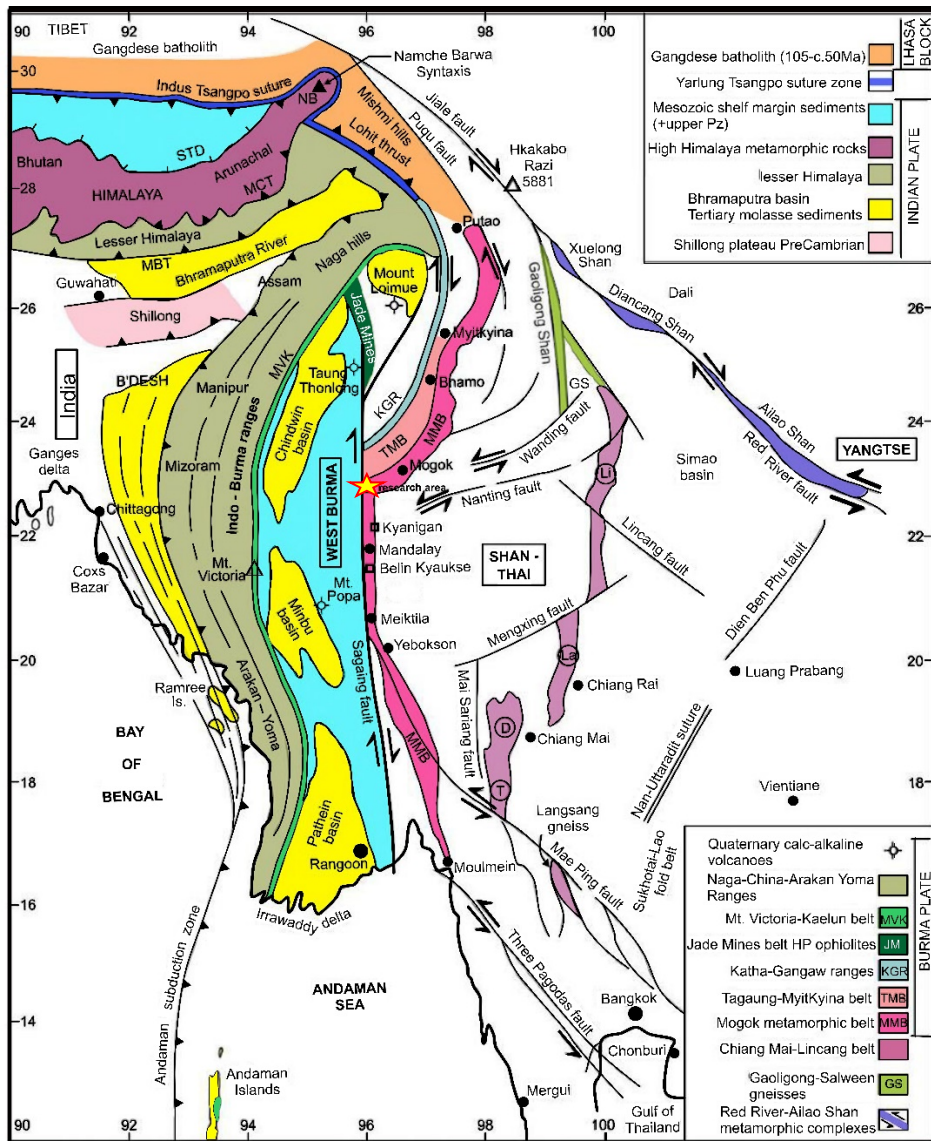 90
92
94
96
98
100
TIBET
Gangdese batholith
Namche Barwa
Syntaxis
30
28
26
24
22
20
18
16
14
Indus Tsangpo suture
NB
STD
Bhutan
HIMALAYA
Arunachal
MCT
Mishmi hills
Lohit thrust
Jiale fault
Puqu fault
Hkakabo
Razi
5881
Putao
Lesser Himalaya
MBT
Bhramaputra River
Naga hills
Guwahati
Assam
Shillong
Mount
Loimue
Jade Mines
Myitkyina
Bhamo
KGR
TMB
MMB
Mogok
research area
Xuelong
Shan
Dali
Diancang Shan
Gaoligong Shan
GS
Ailao Shan
Red River fault
YANGTSE
Simao
basin
Wanding fault
Nanting fault
Li
India
B'DESH
Manipur
MVK
Taung
Thonlong
Chindwin
basin
Mizoram
Indo - Burma ranges
WEST BURMA
Ganges
delta
Chittagong
Coxs
Bazar
Mt.
Victoria
Mt.
Popa
Minbu
basin
Kyanigan
Mandalay
Belin Kyaukse
Meiktila
Yebokson
SHAN -
THAI
Lincang fault
Dien Ben Phu fault
Mengxing fault
La
Luang Prabang
Chiang Rai
Mai Sariang fault
D
Chiang Mai
T
Nan-Uttaradit suture
Vientiane
Ramree
Is.
Arakan – Yoma
Sagaing fault
MMB
BAY
OF
BENGAL
Pathein
basin
Rangoon
Irrawaddy delta
Moulmein
Langsang
gneiss
Mae Ping fault
Sukhotai-Lao
fold belt
Three Pagodas fault
ANDAMAN
SEA
Andaman subduction zone
Andaman
Islands
Mergui
Bangkok
Chonburi
Gulf of
Thailand
Gangdese batholith (105-c.50Ma)
Yarlung Tsangpo suture zone
Mesozoic shelf margin sediments
(+upper Pz)
High Himalaya metamorphic rocks
lesser Himalaya
Bhramaputra basin
Tertiary molasse sediments
Shillong plateau PreCambrian
LHASA
BLOCK
INDIAN PLATE
Quaternary calc-alkaline
volcanoes
Naga-China-Arakan Yoma
Ranges
Mt. Victoria-Kaelun belt
MVK
Jade Mines belt HP ophiolites
JM
Katha-Gangaw ranges
KGR
Tagaung-MyitKyina belt
TMB
Mogok metamorphic belt
MMB
Chiang Mai-Lincang belt
Gaoligong-Salween
gneisses
GS
Red River-Ailao Shan
metamorphic complexes
BURMA PLATE